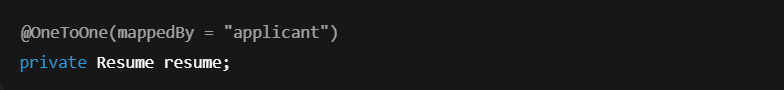 @OneToOne(mappedBy = "applicant")
private Resume resume;